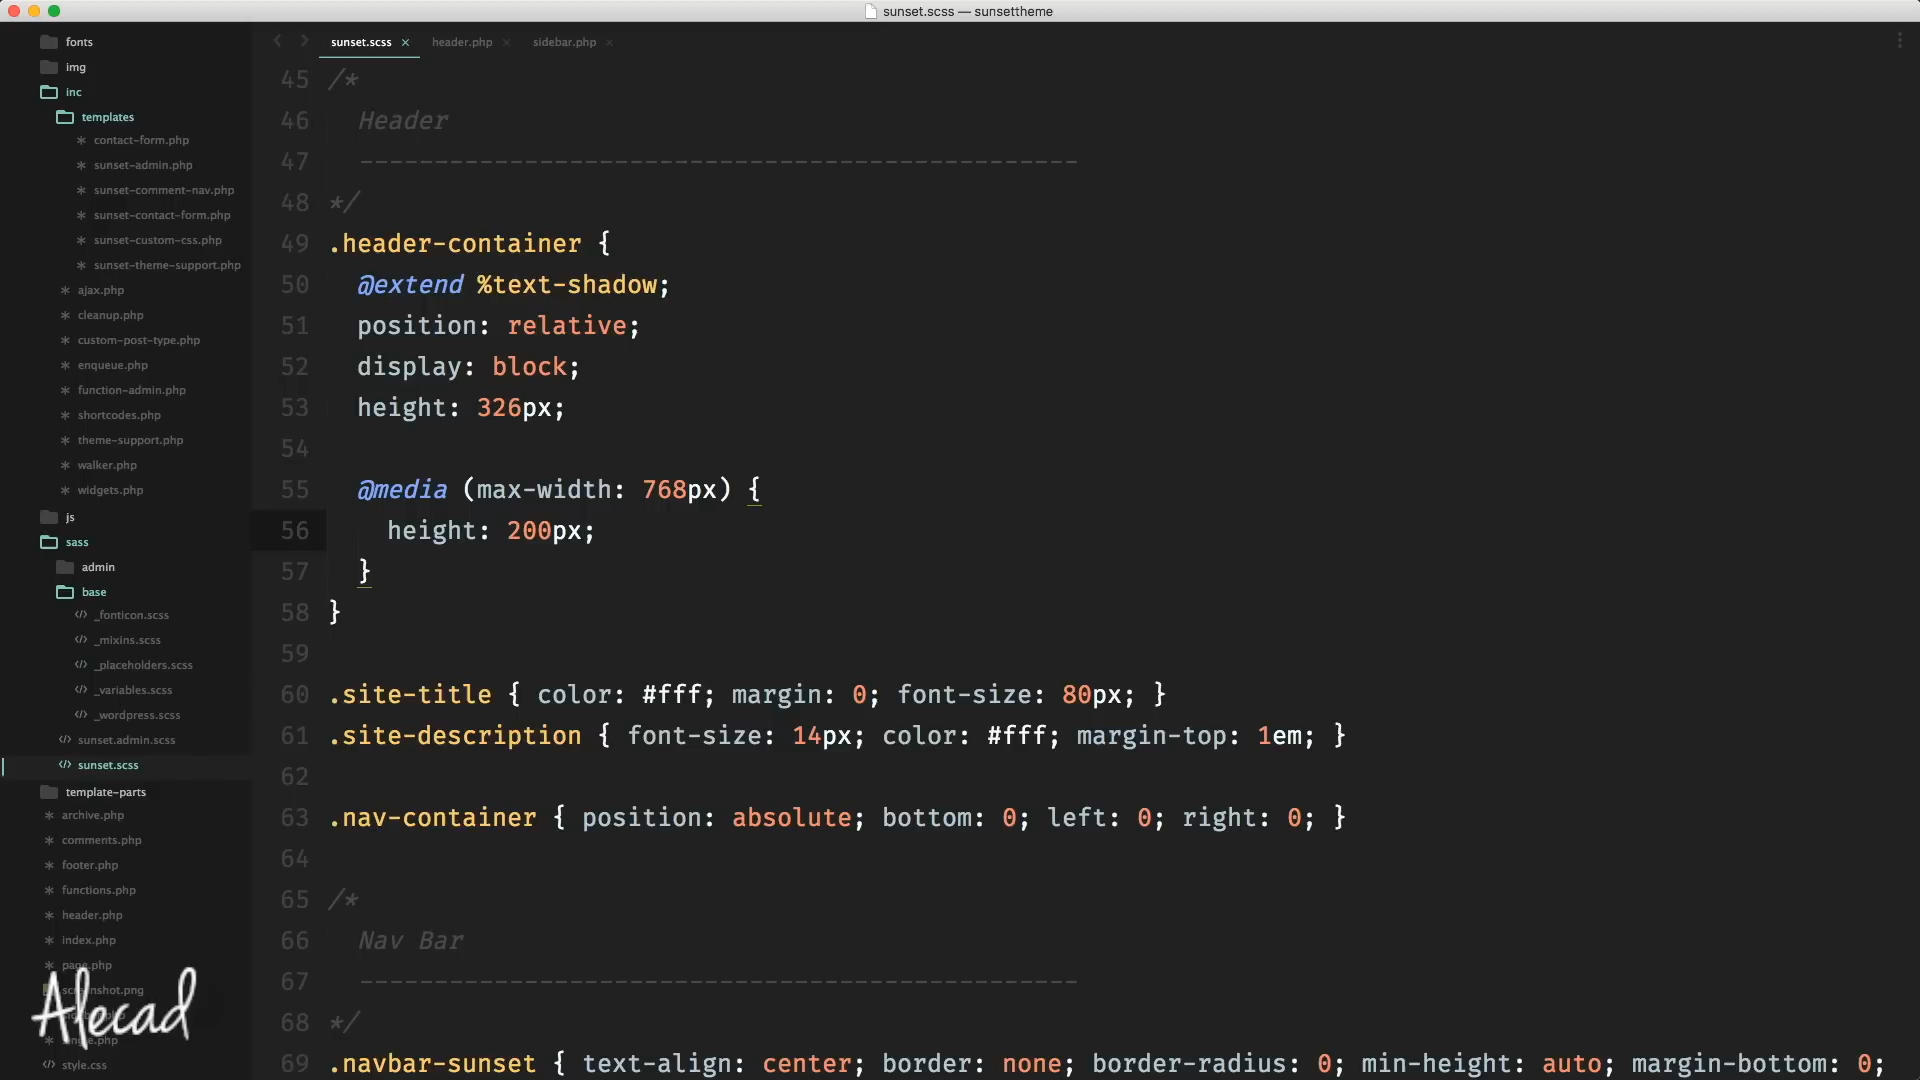 sunset.scss — sunsettheme
fonts
img
inc
templates
contact-form.php
sunset-admin.php
sunset-comment-nav.php
sunset-contact-form.php
sunset-custom-css.php
sunset-theme-support.php
ajax.php
cleanup.php
custom-post-type.php
enqueue.php
function-admin.php
shortcodes.php
theme-support.php
walker.php
widgets.php
js
sass
admin
base
_fonticon.scss
_mixins.scss
_placeholders.scss
_variables.scss
_wordpress.scss
sunset.admin.scss
sunset.scss
template-parts
archive.php
comments.php
footer.php
functions.php
header.php
index.php
page.php
screenshot.png
style.css
Alecad
sunset.scss × header.php × sidebar.php ×
45 /*
46 Header
47 ------------------------------------------------
48 */
49 .header-container {
50 @extend %text-shadow;
51 position: relative;
52 display: block;
53 height: 326px;
54
55 @media (max-width: 768px) {
56 height: 200px;
57 }
58 }
59
60 .site-title { color: #fff; margin: 0; font-size: 80px; }
61 .site-description { font-size: 14px; color: #fff; margin-top: 1em; }
62
63 .nav-container { position: absolute; bottom: 0; left: 0; right: 0; }
64
65 /*
66 Nav Bar
67 ------------------------------------------------
68 */
69 .navbar-sunset { text-align: center; border: none; border-radius: 0; min-height: auto; margin-bottom: 0;